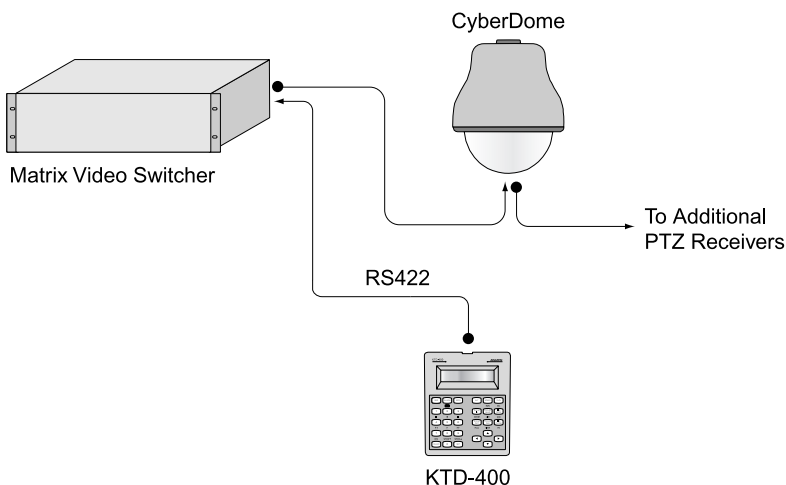 CyberDome
Matrix Video Switcher
To Additional
PTZ Receivers
RS422
KTD-400